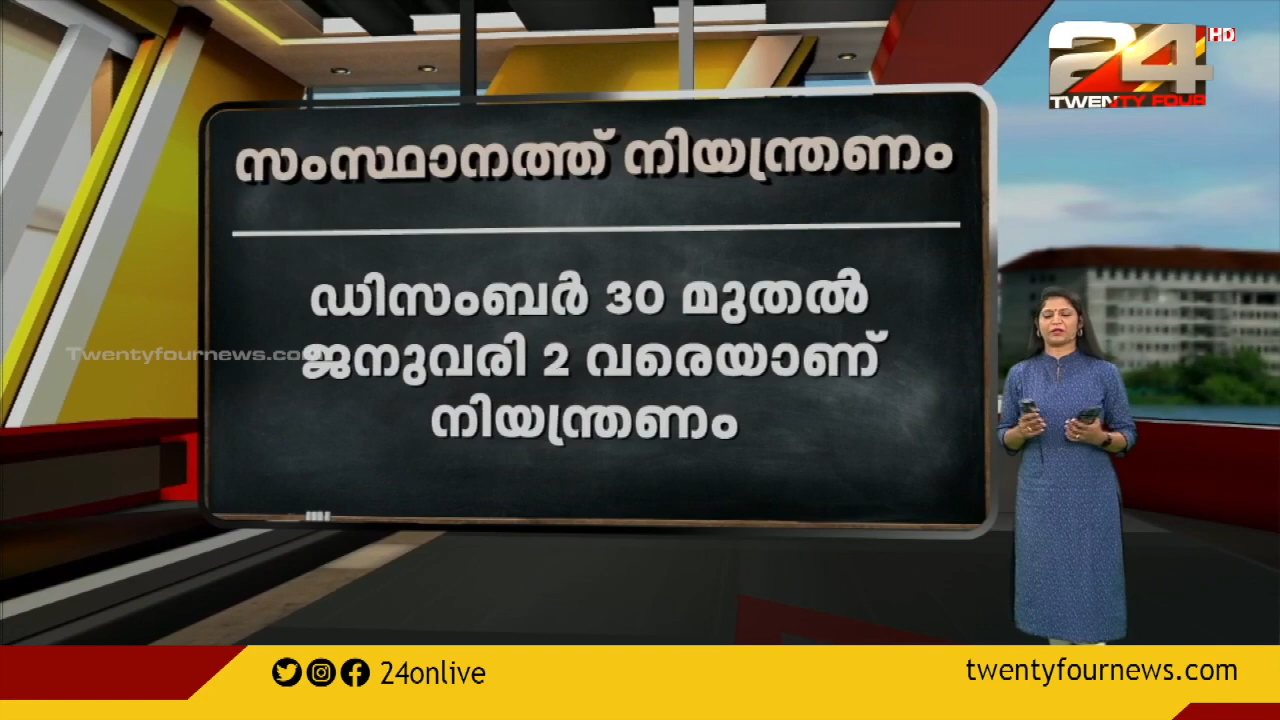 24 HD
TWENTY FOUR
സംസ്ഥാനത്ത് നിയന്ത്രണം
ഡിസംബർ 30 മുതൽ
ജനുവരി 2 വരെയാണ്
നിയന്ത്രണം
Twentyfournews.com
24onlive
twentyfournews.com